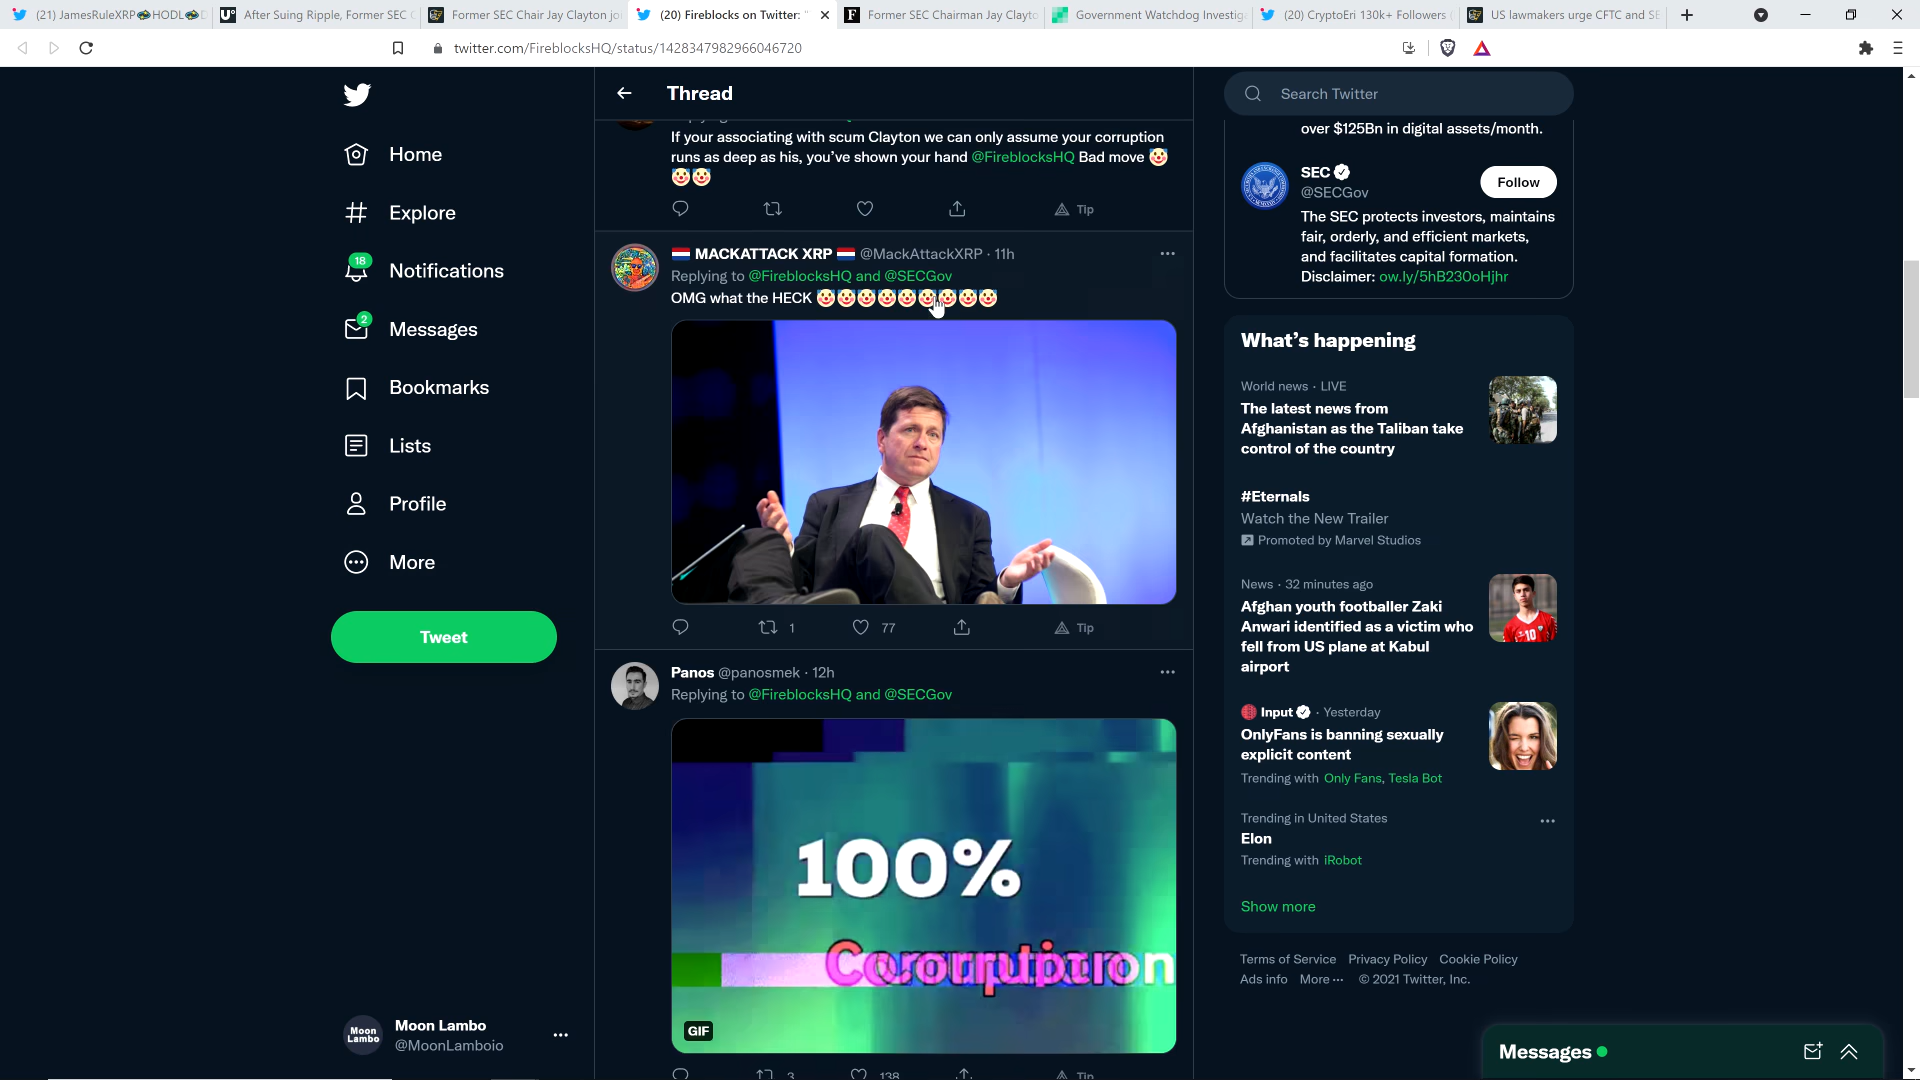 (21) JamesRuleXRP HODL D
After Suing Ripple, Former SEC C
Former SEC Chair Jay Clayton jo
(20) Fireblocks on Twitter: "
Former SEC Chairman Jay Clayto
Government Watchdog Investiga
(20) CryptoEri 130k+ Followers
US lawmakers urge CFTC and SE
twitter.com/FireblocksHQ/status/1428347982966046720
Home
Explore
18
Notifications
2
Messages
Bookmarks
Lists
Profile
More
Tweet
Moon Lambo
Moon Lambo
@MoonLamboio
Thread
If your associating with scum Clayton we can only assume your corruption
runs as deep as his, you've shown your hand @FireblocksHQ Bad move 🤡
🤡🤡
Tip
🇳🇱 MACKATTACK XRP 🇳🇱 @MackAttackXRP · 11h
Replying to @FireblocksHQ and @SECGov
OMG what the HECK 🤡🤡🤡🤡🤡🤡🤡🤡🤡
1 77 Tip
Panos @panosmek · 12h
Replying to @FireblocksHQ and @SECGov
100%
GIF
3 138 Tip
Search Twitter
over $125Bn in digital assets/month.
SEC
@SECGov
Follow
The SEC protects investors, maintains
fair, orderly, and efficient markets,
and facilitates capital formation.
Disclaimer: ow.ly/5hB230oHjhr
What's happening
World news · LIVE
The latest news from
Afghanistan as the Taliban take
control of the country
#Eternals
Watch the New Trailer
Promoted by Marvel Studios
News · 32 minutes ago
Afghan youth footballer Zaki
Anwari identified as a victim who
fell from US plane at Kabul
airport
10
Input · Yesterday
OnlyFans is banning sexually
explicit content
Trending with Only Fans, Tesla Bot
Trending in United States
Elon
Trending with iRobot
Show more
Terms of Service Privacy Policy Cookie Policy
Ads info More ··· © 2021 Twitter, Inc.
Messages